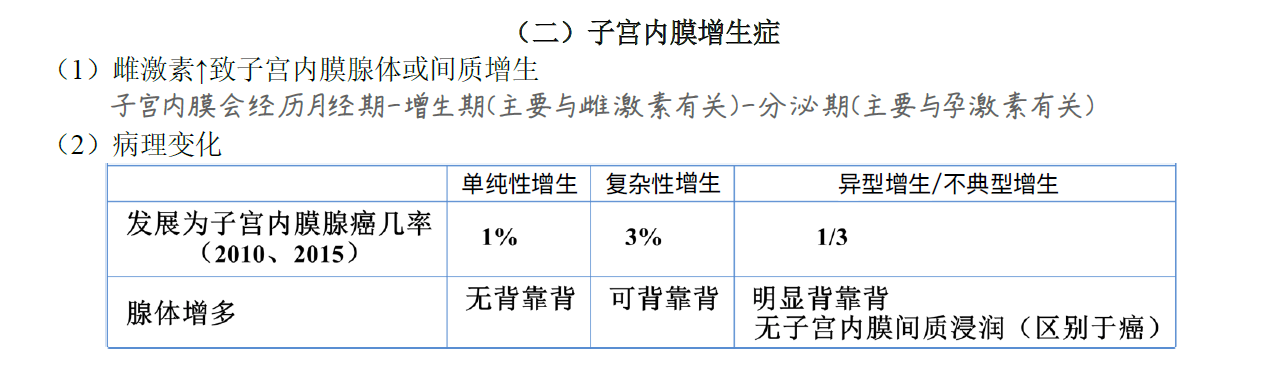 （二）子宫内膜增生症
（1）雌激素↑致子宫内膜腺体或间质增生
子宫内膜会经历月经期-增生期(主要与雌激素有关)-分泌期(主要与孕激素有关)
（2）病理变化
单纯性增生 复杂性增生 异型增生/不典型增生
发展为子宫内膜腺癌几率
（2010、2015） 1% 3% 1/3
腺体增多 无背靠背 可背靠背 明显背靠背
无子宫内膜间质浸润（区别于癌）